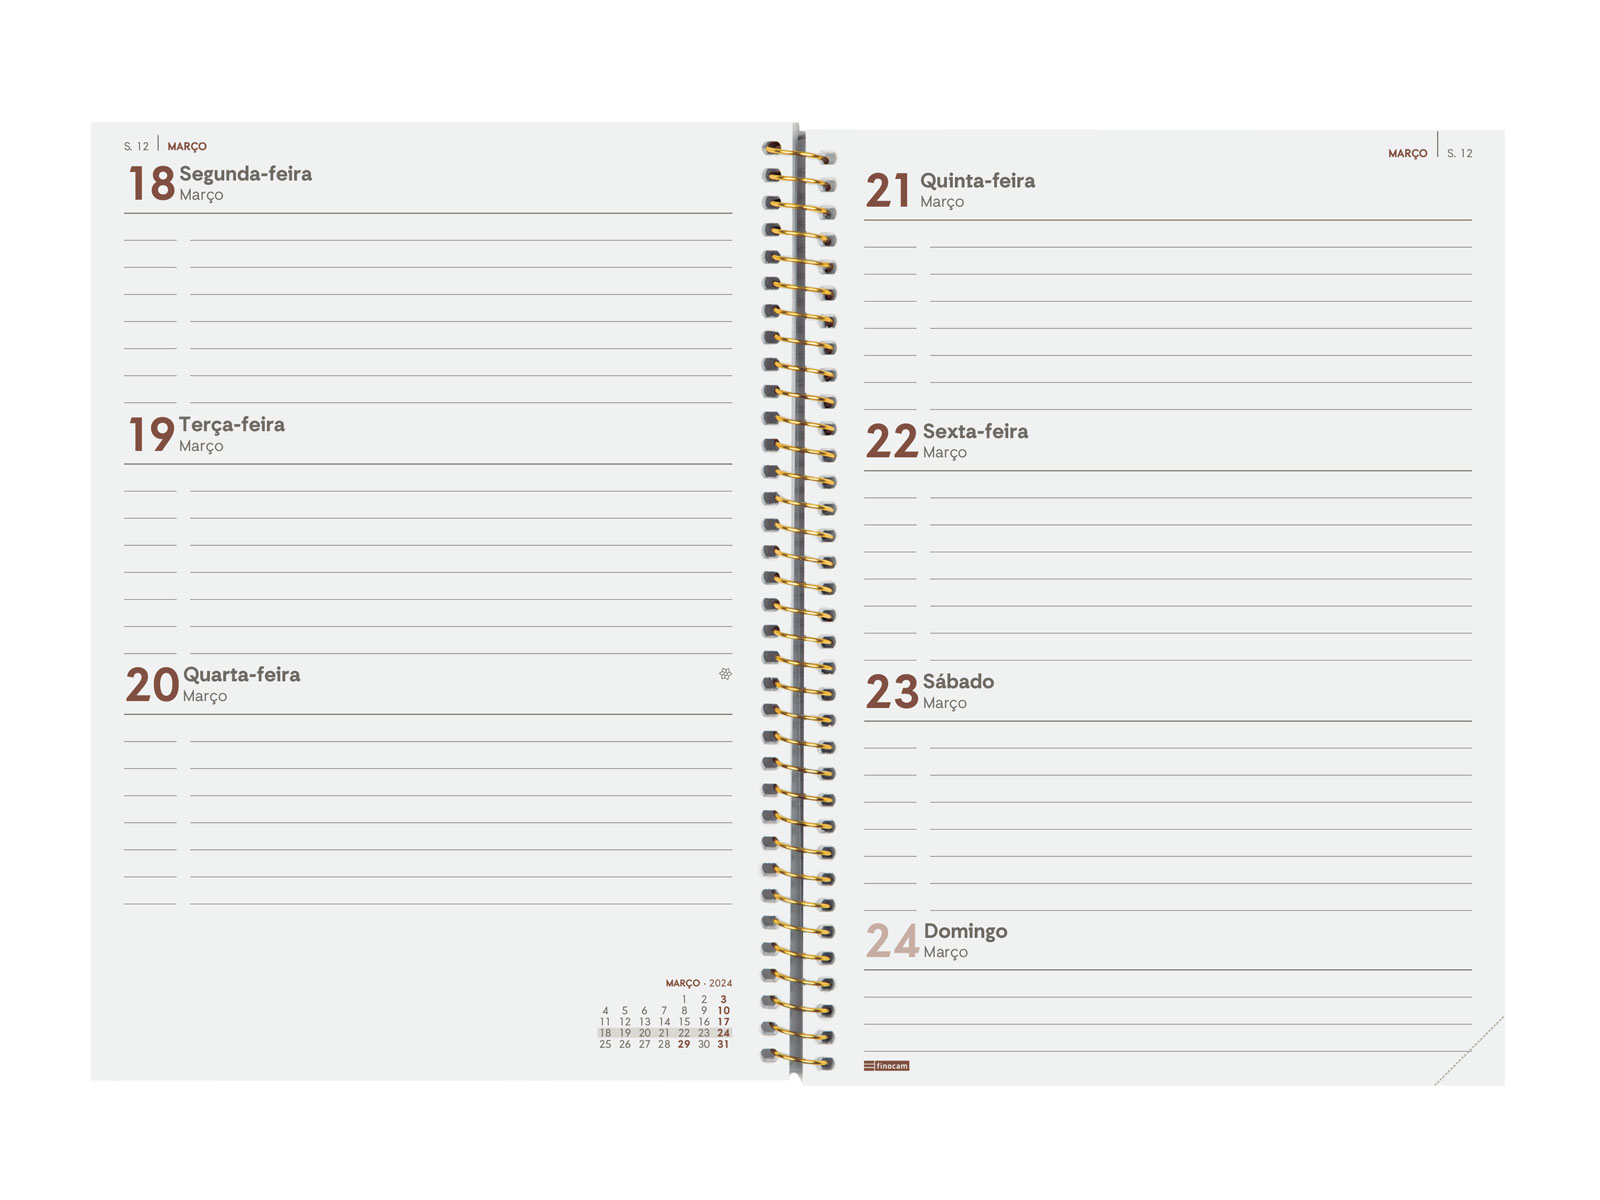 S. 12 | MARÇO
18 Segunda-feira
Março
19 Terça-feira
Março
20 Quarta-feira
Março
MARÇO · 2024
1 2 3
4 5 6 7 8 9 10
11 12 13 14 15 16 17
18 19 20 21 22 23 24
25 26 27 28 29 30 31
MARÇO | S. 12
21 Quinta-feira
Março
22 Sexta-feira
Março
23 Sábado
Março
24 Domingo
Março
finocam